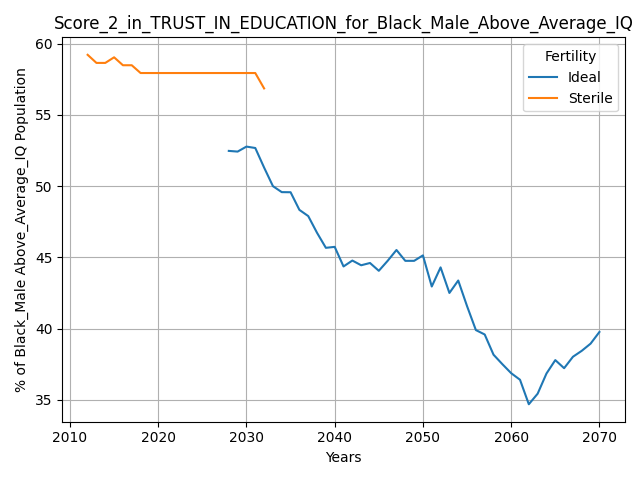 Score_2_in_TRUST_IN_EDUCATION_for_Black_Male_Above_Average_IQ
% of Black_Male Above_Average_IQ Population
60
55
50
45
40
35
Fertility
Ideal
Sterile
2010 2020 2030 2040 2050 2060 2070
Years